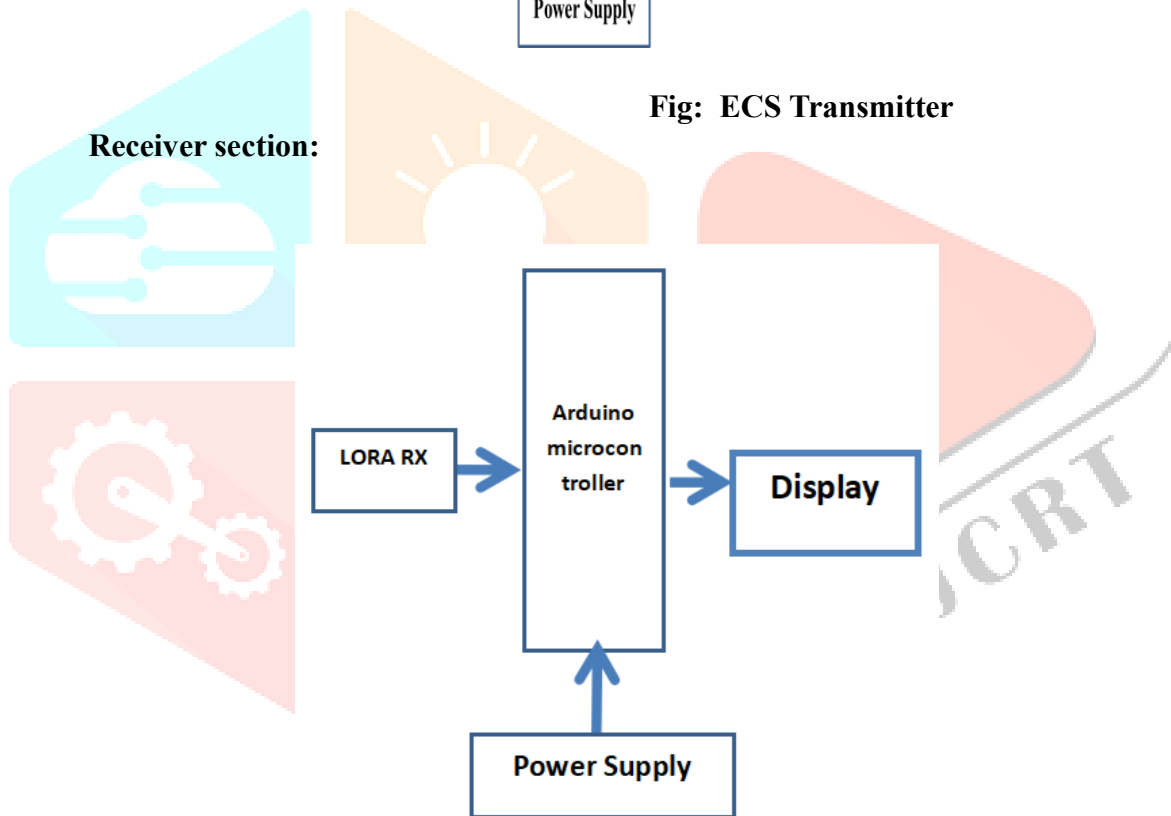 Power Supply
Fig: ECS Transmitter
Receiver section:
Arduino
microcon
troller
LORA RX
Display
Power Supply